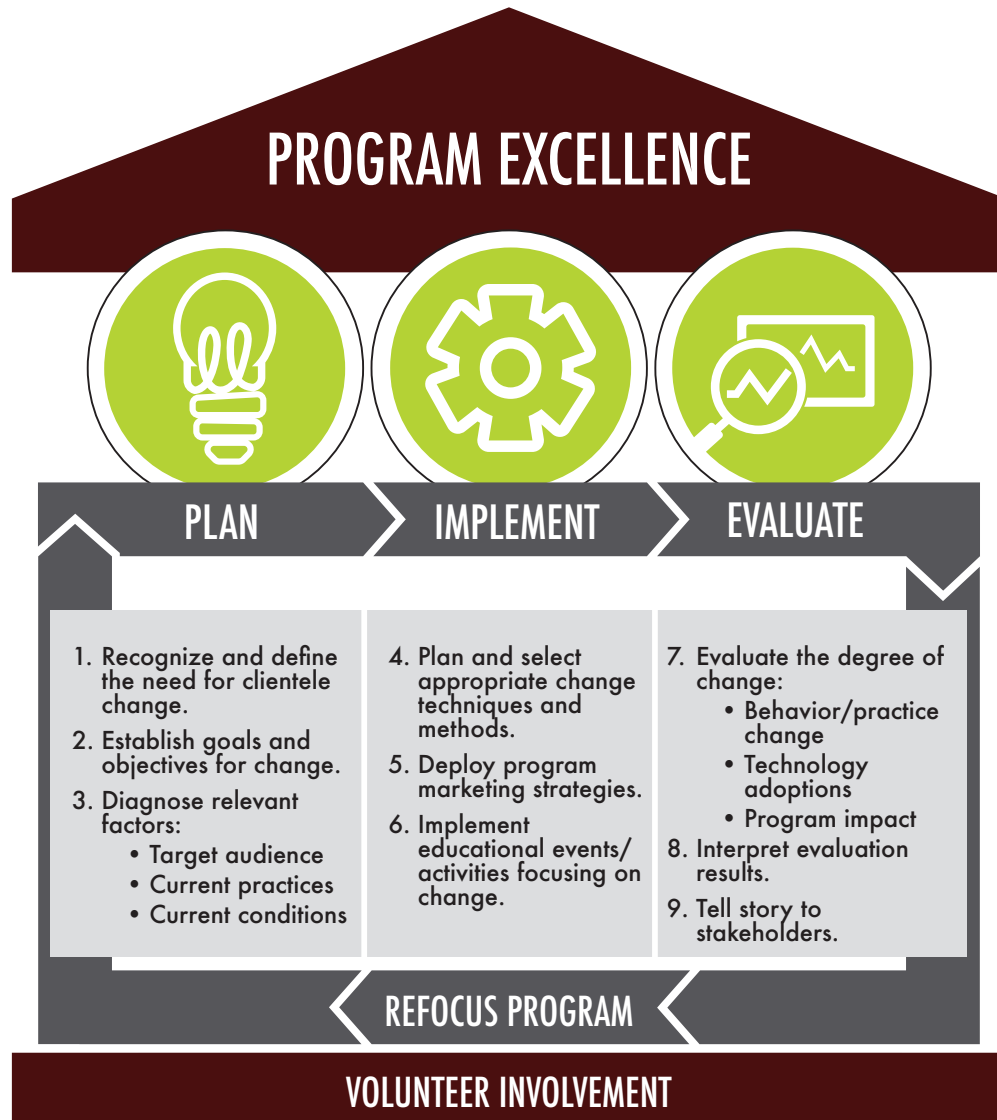 PROGRAM EXCELLENCE
PLAN
IMPLEMENT
EVALUATE
1. Recognize and define
the need for clientele
change.
2. Establish goals and
objectives for change.
3. Diagnose relevant
factors:
• Target audience
• Current practices
• Current conditions
4. Plan and select
appropriate change
techniques and
methods.
5. Deploy program
marketing strategies.
6. Implement
educational events/
activities focusing on
change.
7. Evaluate the degree of
change:
• Behavior/practice
change
• Technology
adoptions
• Program impact
8. Interpret evaluation
results.
9. Tell story to
stakeholders.
REFOCUS PROGRAM
VOLUNTEER INVOLVEMENT